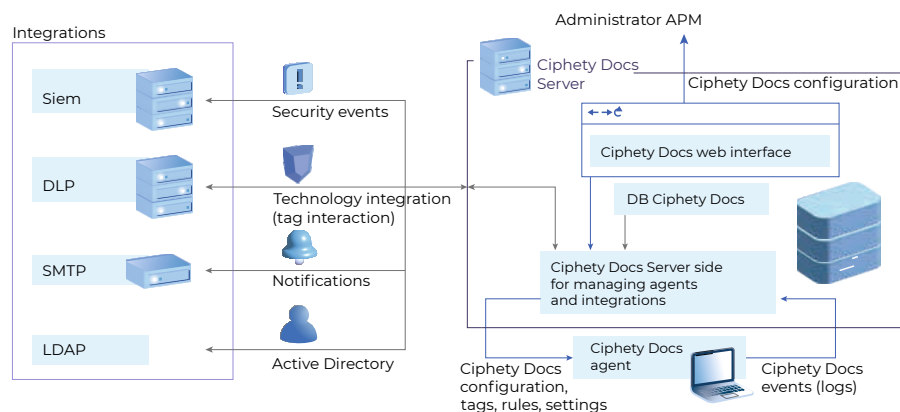 Integrations
Siem
DLP
SMTP
LDAP
Security events
Technology integration
(tag interaction)
Notifications
Active Directory
Administrator APM
Ciphety Docs
Server
Ciphety Docs configuration
Ciphety Docs web interface
DB Ciphety Docs
Ciphety Docs Server side
for managing agents
and integrations
Ciphety Docs
agent
Ciphety Docs
configuration,
tags, rules, settings
Ciphety Docs
events (logs)